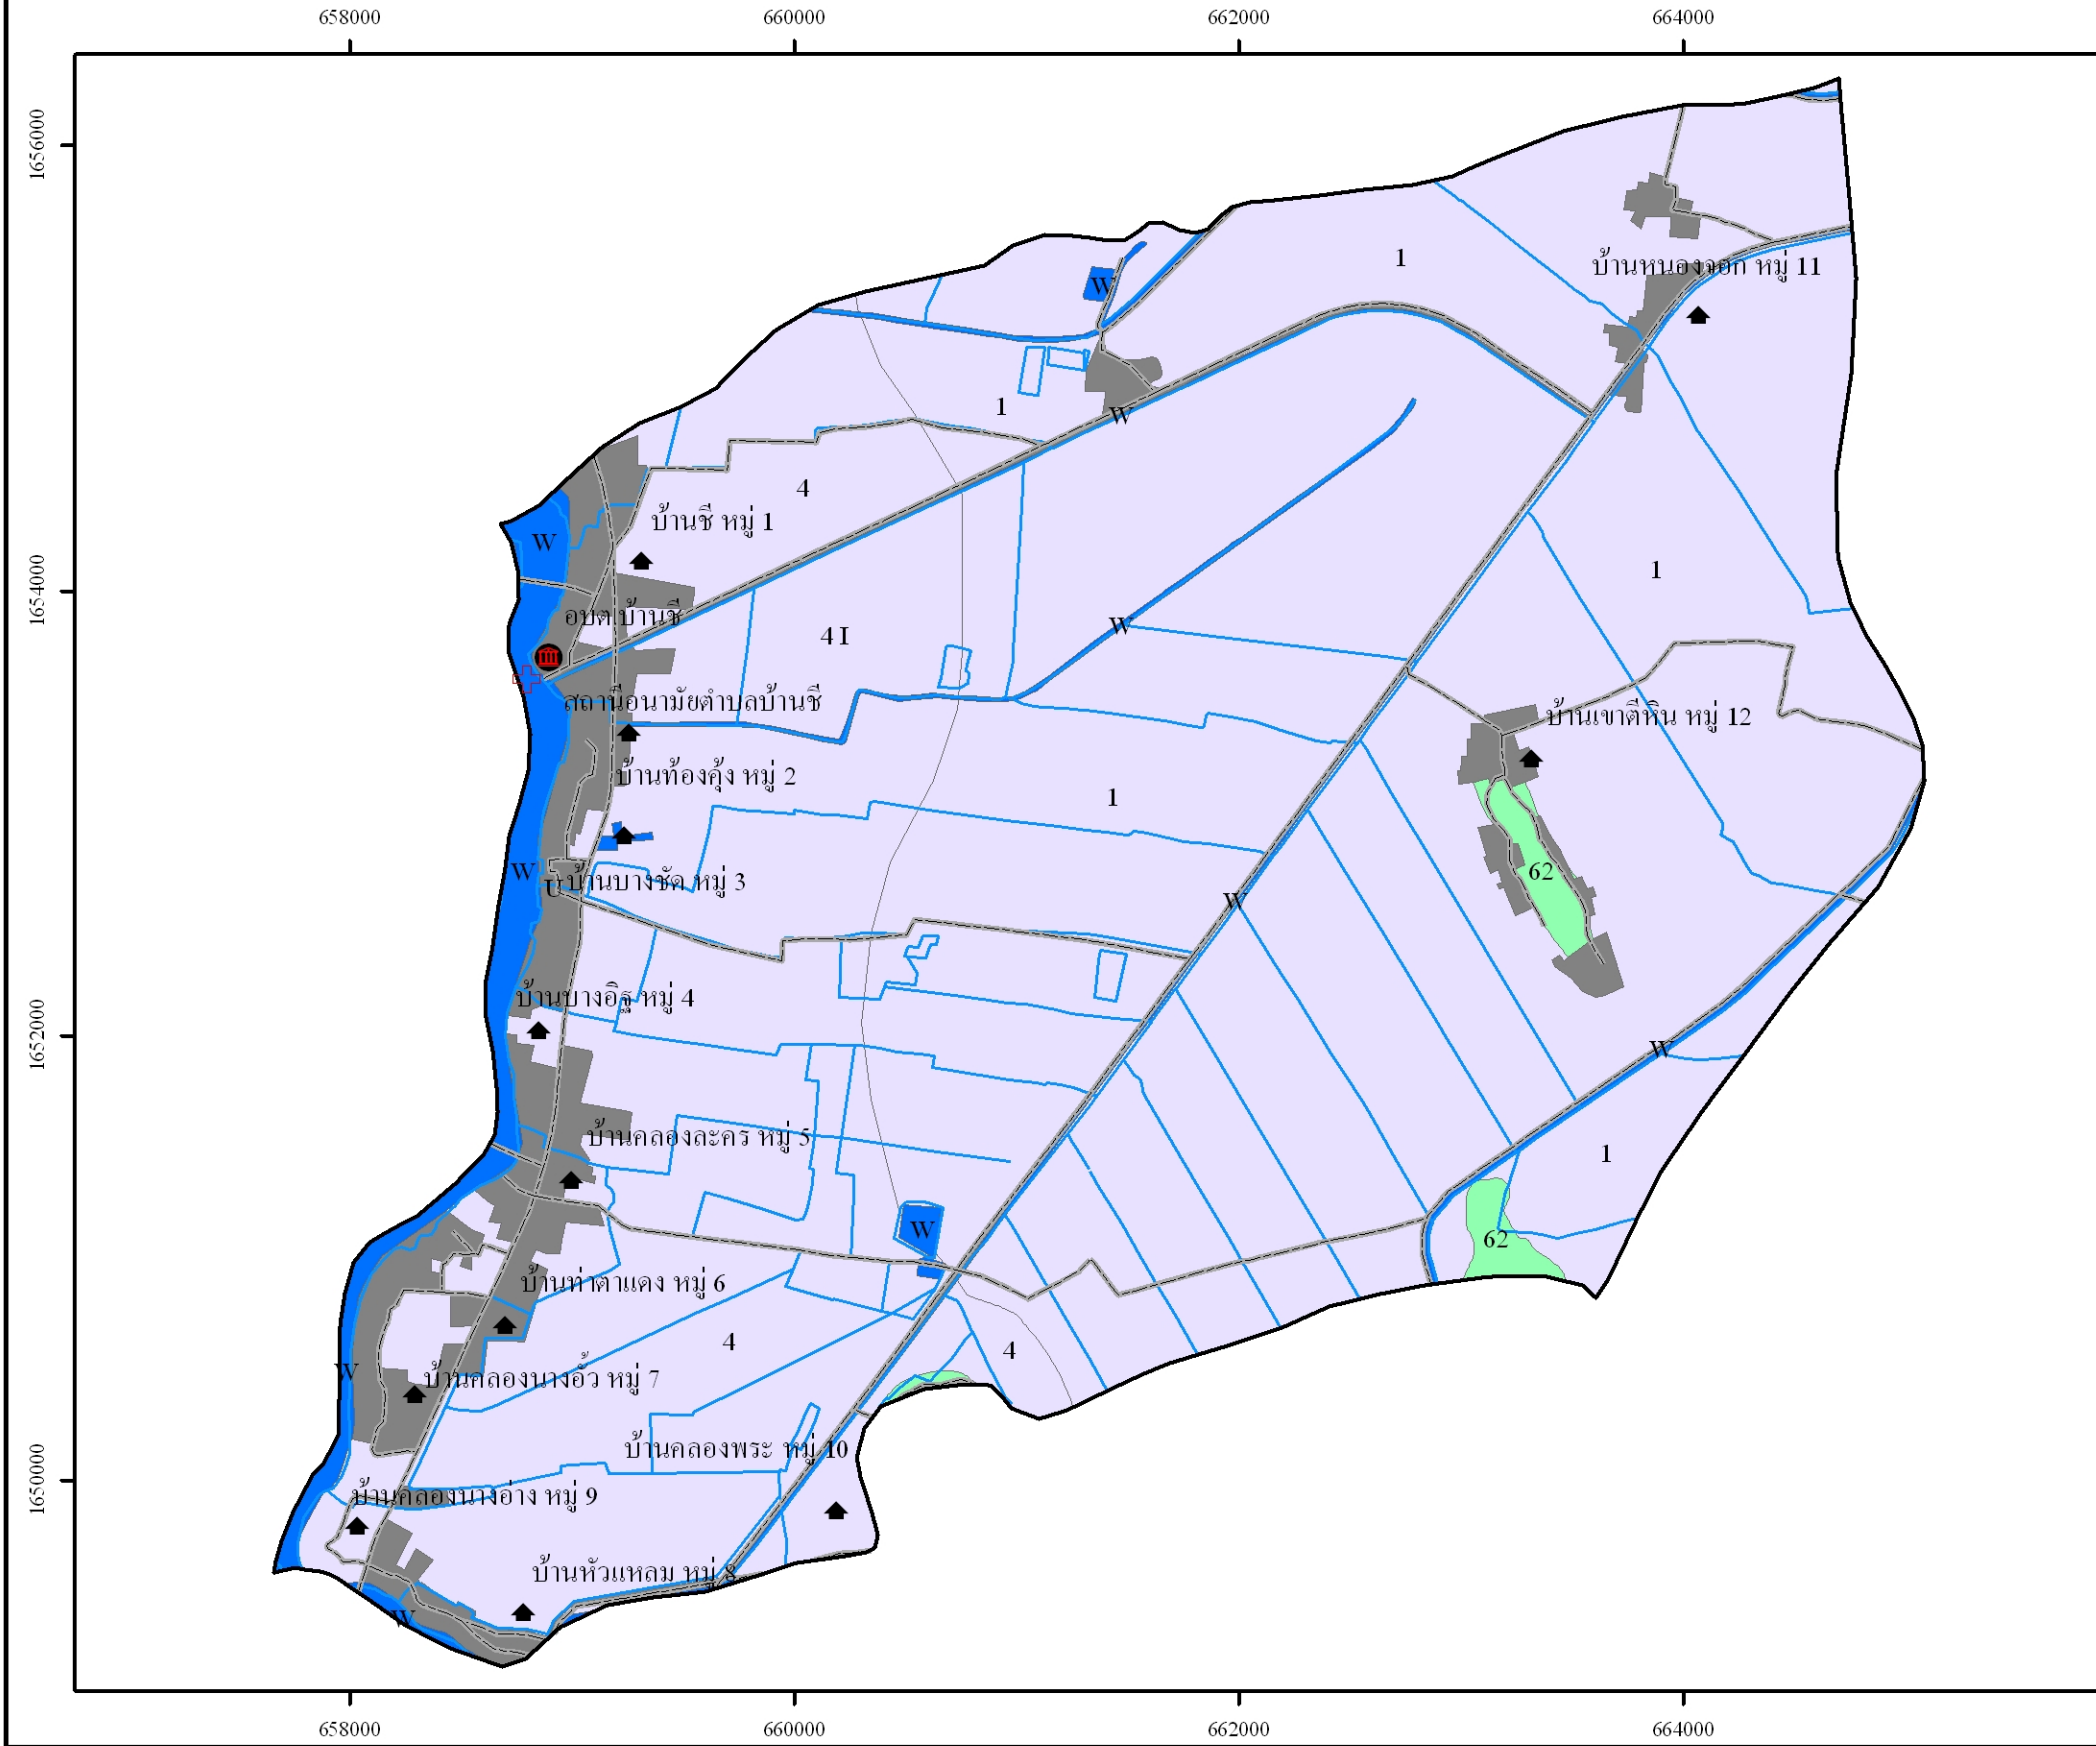 658000 660000 662000 664000
1656000
1
W
บ้านหนองจอก หมู่ 11
1
W
4
บ้านชี หมู่ 1
W
1654000
1
อบต.บ้านชี
4 I
W
สถานีอนามัยตำบลบ้านชี
บ้านเขาตีหิน หมู่ 12
บ้านท้องคุ้ง หมู่ 2
1
W
62
U
บ้านบางชัด หมู่ 3
W
บ้านบางอิฐ หมู่ 4
1652000
W
บ้านคลองละคร หมู่ 5
1
W
62
บ้านท่าตาแดง หมู่ 6
4
4
W
บ้านคลองนางอั้ว หมู่ 7
บ้านคลองพระ หมู่ 10
1650000
บ้านคลองนางอ่าง หมู่ 9
บ้านหัวแหลม หมู่ 8
W
658000 660000 662000 664000